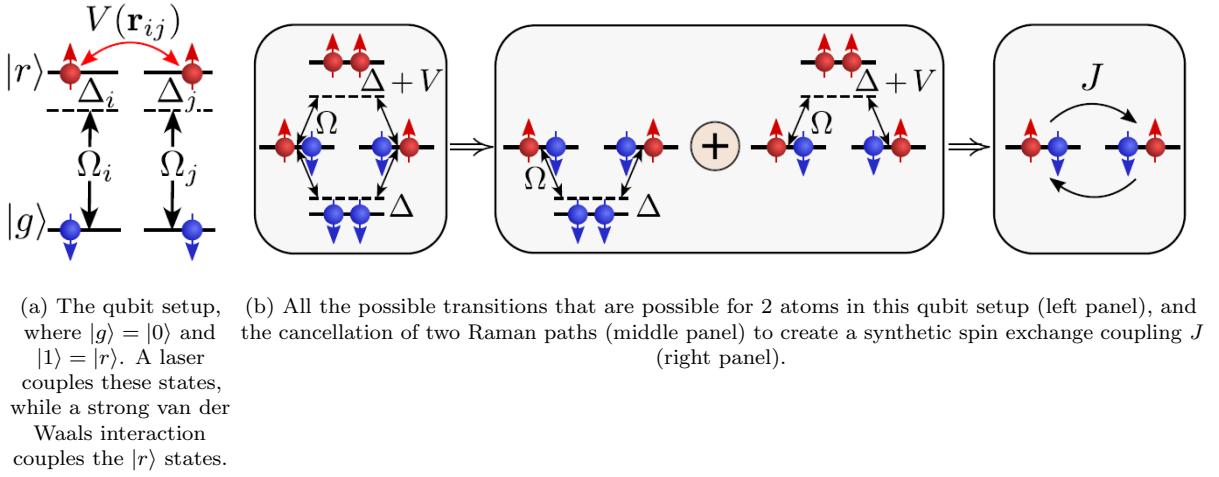 V(r_{ij})
|r⟩
Δ_i
Δ_j
Ω_i
Ω_j
|g⟩
Δ + V
Ω
Δ
⇒
Ω
Δ
+
Δ + V
Ω
⇒
J
(a) The qubit setup,
where |g⟩ = |0⟩ and
|1⟩ = |r⟩. A laser
couples these states,
while a strong van der
Waals interaction
couples the |r⟩ states.
(b) All the possible transitions that are possible for 2 atoms in this qubit setup (left panel), and
the cancellation of two Raman paths (middle panel) to create a synthetic spin exchange coupling J
(right panel).